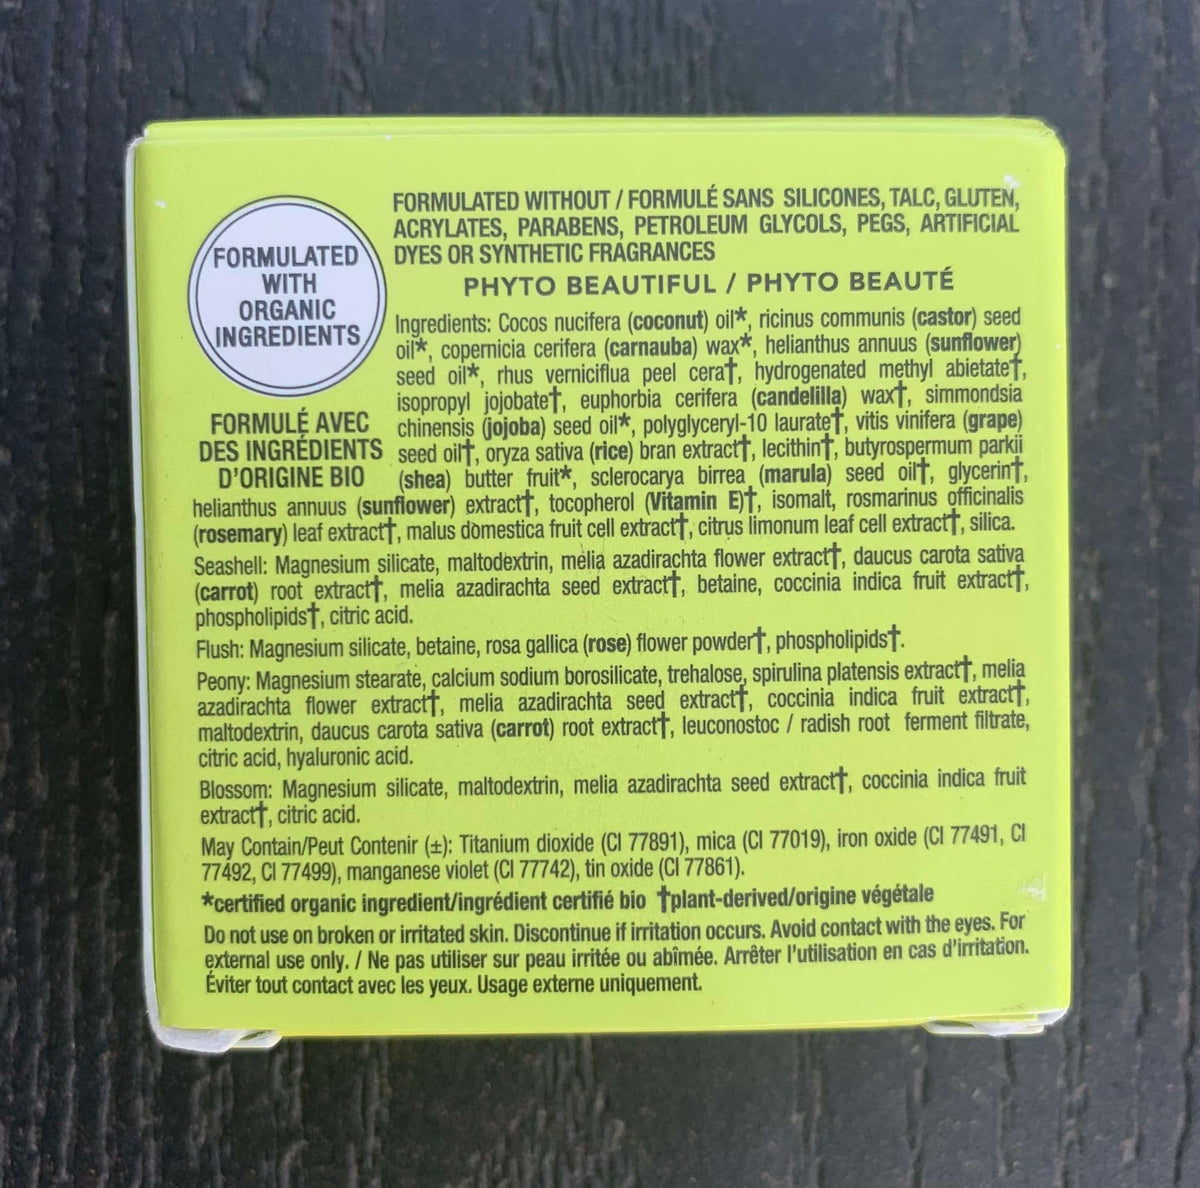 FORMULATED
WITH
ORGANIC
INGREDIENTS
FORMULÉ AVEC
DES INGRÉDIENTS
D'ORIGINE BIO
FORMULATED WITHOUT / FORMULÉ SANS SILICONES, TALC, GLUTEN,
ACRYLATES, PARABENS, PETROLEUM GLYCOLS, PEGS, ARTIFICIAL
DYES OR SYNTHETIC FRAGRANCES
PHYTO BEAUTIFUL / PHYTO BEAUTÉ
Ingredients: Cocos nucifera (coconut) oil*, ricinus communis (castor) seed
oil*, copernicia cerifera (carnauba) wax*, helianthus annuus (sunflower)
seed oil*, rhus verniciflua peel cera†, hydrogenated methyl abietate†,
isopropyl jojobate†, euphorbia cerifera (candelilla) wax†, simmondsia
chinensis (jojoba) seed oil*, polyglyceryl-10 laurate†, vitis vinifera (grape)
seed oil†, oryza sativa (rice) bran extract†, lecithin†, butyrospermum parkii
(shea) butter fruit*, sclerocarya birrea (marula) seed oil†, glycerin†,
helianthus annuus (sunflower) extract†, tocopherol (Vitamin E)†, isomalt, rosmarinus officinalis
(rosemary) leaf extract†, malus domestica fruit cell extract†, citrus limonum leaf cell extract†, silica.
Seashell: Magnesium silicate, maltodextrin, melia azadirachta flower extract†, daucus carota sativa
(carrot) root extract†, melia azadirachta seed extract†, betaine, coccinia indica fruit extract†,
phospholipids†, citric acid.
Flush: Magnesium silicate, betaine, rosa gallica (rose) flower powder†, phospholipids†.
Peony: Magnesium stearate, calcium sodium borosilicate, trehalose, spirulina platensis extract†, melia
azadirachta flower extract†, melia azadirachta seed extract†, coccinia indica fruit extract†,
maltodextrin, daucus carota sativa (carrot) root extract†, leuconostoc / radish root ferment filtrate,
citric acid, hyaluronic acid.
Blossom: Magnesium silicate, maltodextrin, melia azadirachta seed extract†, coccinia indica fruit
extract†, citric acid.
May Contain/Peut Contenir (±): Titanium dioxide (CI 77891), mica (CI 77019), iron oxide (CI 77491, CI
77492, CI 77499), manganese violet (CI 77742), tin oxide (CI 77861).
*certified organic ingredient/ingrédient certifié bio †plant-derived/origine végétale
Do not use on broken or irritated skin. Discontinue if irritation occurs. Avoid contact with the eyes. For
external use only. / Ne pas utiliser sur peau irritée ou abîmée. Arrêter l'utilisation en cas d'irritation.
Éviter tout contact avec les yeux. Usage externe uniquement.